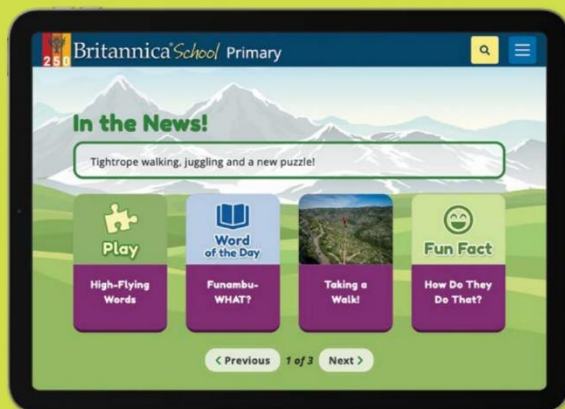 250
Britannica® School Primary
In the News!
Tightrope walking, juggling and a new puzzle!
Play
High-Flying
Words
Word
of the Day
Funambu-
WHAT?
Taking a
Walk!
Fun Fact
How Do They
Do That?
< Previous 1 of 3 Next >